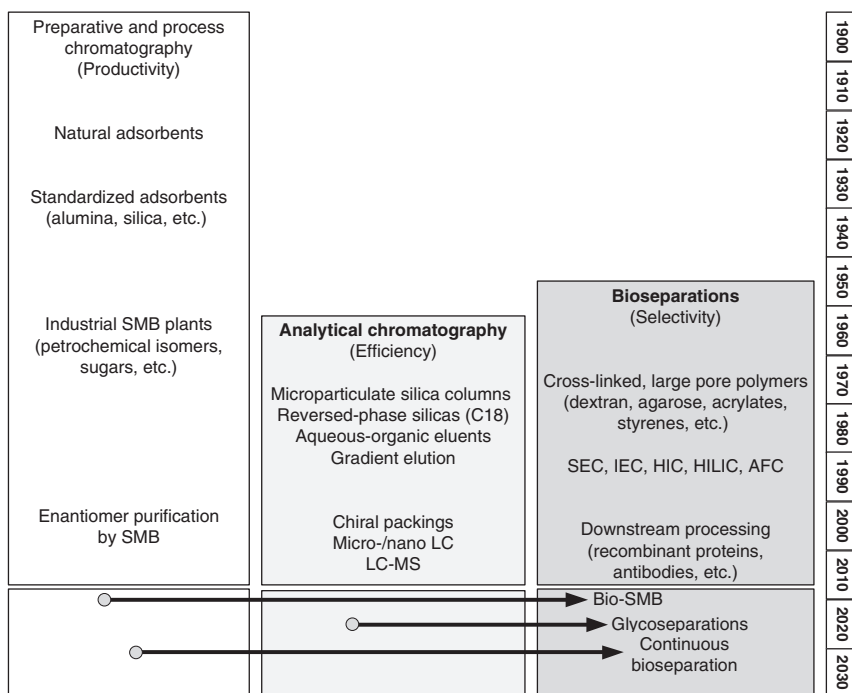 Preparative and process
chromatography
(Productivity)
Natural adsorbents
Standardized adsorbents
(alumina, silica, etc.)
Industrial SMB plants
(petrochemical isomers,
sugars, etc.)
Enantiomer purification
by SMB
Analytical chromatography
(Efficiency)
Microparticulate silica columns
Reversed-phase silicas (C18)
Aqueous-organic eluents
Gradient elution
Chiral packings
Micro-/nano LC
LC-MS
Bioseparations
(Selectivity)
Cross-linked, large pore polymers
(dextran, agarose, acrylates,
styrenes, etc.)
SEC, IEC, HIC, HILIC, AFC
Downstream processing
(recombinant proteins,
antibodies, etc.)
Bio-SMB
Glycoseparations
Continuous
bioseparation
1900
1910
1920
1930
1940
1950
1960
1970
1980
1990
2000
2010
2020
2030